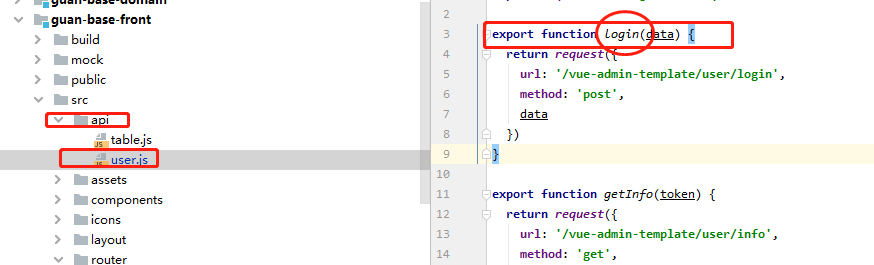 guan-base-domain
guan-base-front
build
mock
public
src
api
table.js
user.js
assets
components
icons
layout
router
2
3 export function login(data) {
4 return request({
5 url: '/vue-admin-template/user/login',
6 method: 'post',
7 data
8 })
9 }
10
11 export function getInfo(token) {
12 return request({
13 url: '/vue-admin-template/user/info',
14 method: 'get',